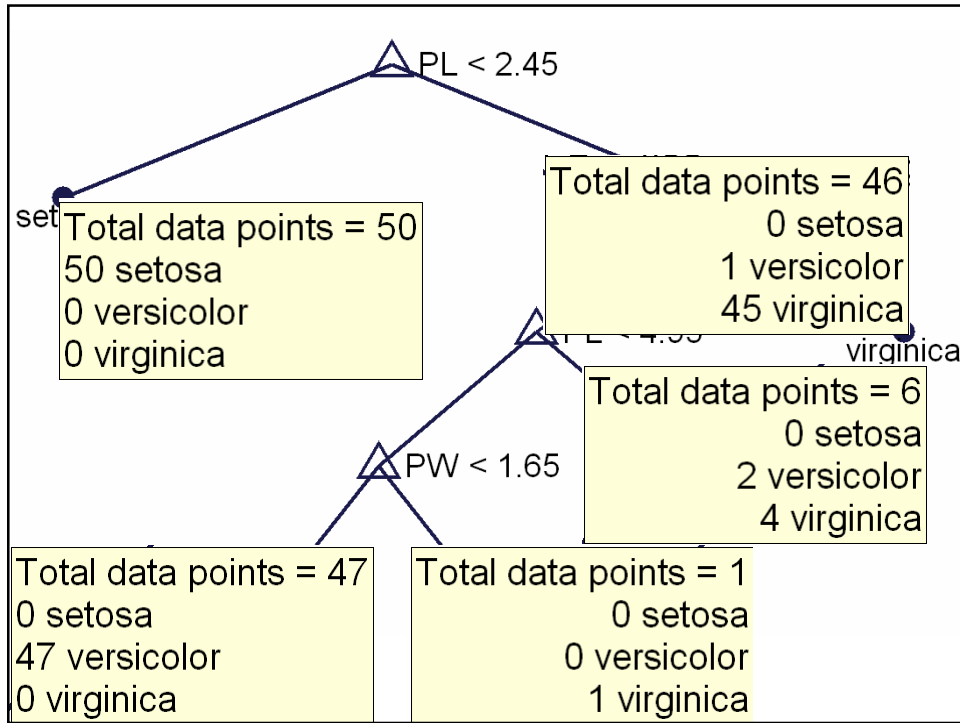 PL < 2.45
Total data points = 46
0 setosa
1 versicolor
45 virginica
set
Total data points = 50
50 setosa
0 versicolor
0 virginica
virginica
Total data points = 6
0 setosa
2 versicolor
4 virginica
PW < 1.65
Total data points = 47
0 setosa
47 versicolor
0 virginica
Total data points = 1
0 setosa
0 versicolor
1 virginica